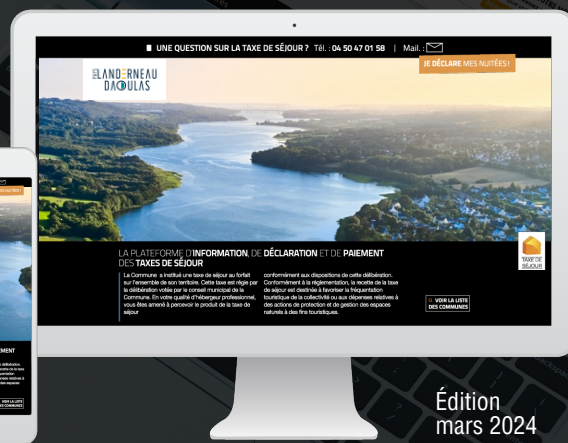 UNE QUESTION SUR LA TAXE DE SÉJOUR ? Tél. : 04 50 47 01 58 | Mail. :
JE DÉCLARE MES NUITÉES !
PAYS
LANDERNEAU
DAOULAS
LA PLATEFORME D'INFORMATION, DE DÉCLARATION ET DE PAIEMENT
DES TAXES DE SÉJOUR
La Commune a institué une taxe de séjour au forfait
sur l'ensemble de son territoire. Cette taxe est régie par
la délibération votée par le conseil municipal de la
Commune. En votre qualité d'hébergeur professionnel,
vous êtes amené à percevoir le produit de la taxe de
séjour
conformément aux dispositions de cette délibération.
Conformément à la réglementation, la recette de la taxe
de séjour est destinée à favoriser la fréquentation
touristique de la collectivité ou aux dépenses relatives à
des actions de protection et de gestion des espaces
naturels à des fins touristiques.
TAXE DE
SÉJOUR
VOIR LA LISTE
DES COMMUNES
Édition
mars 2024